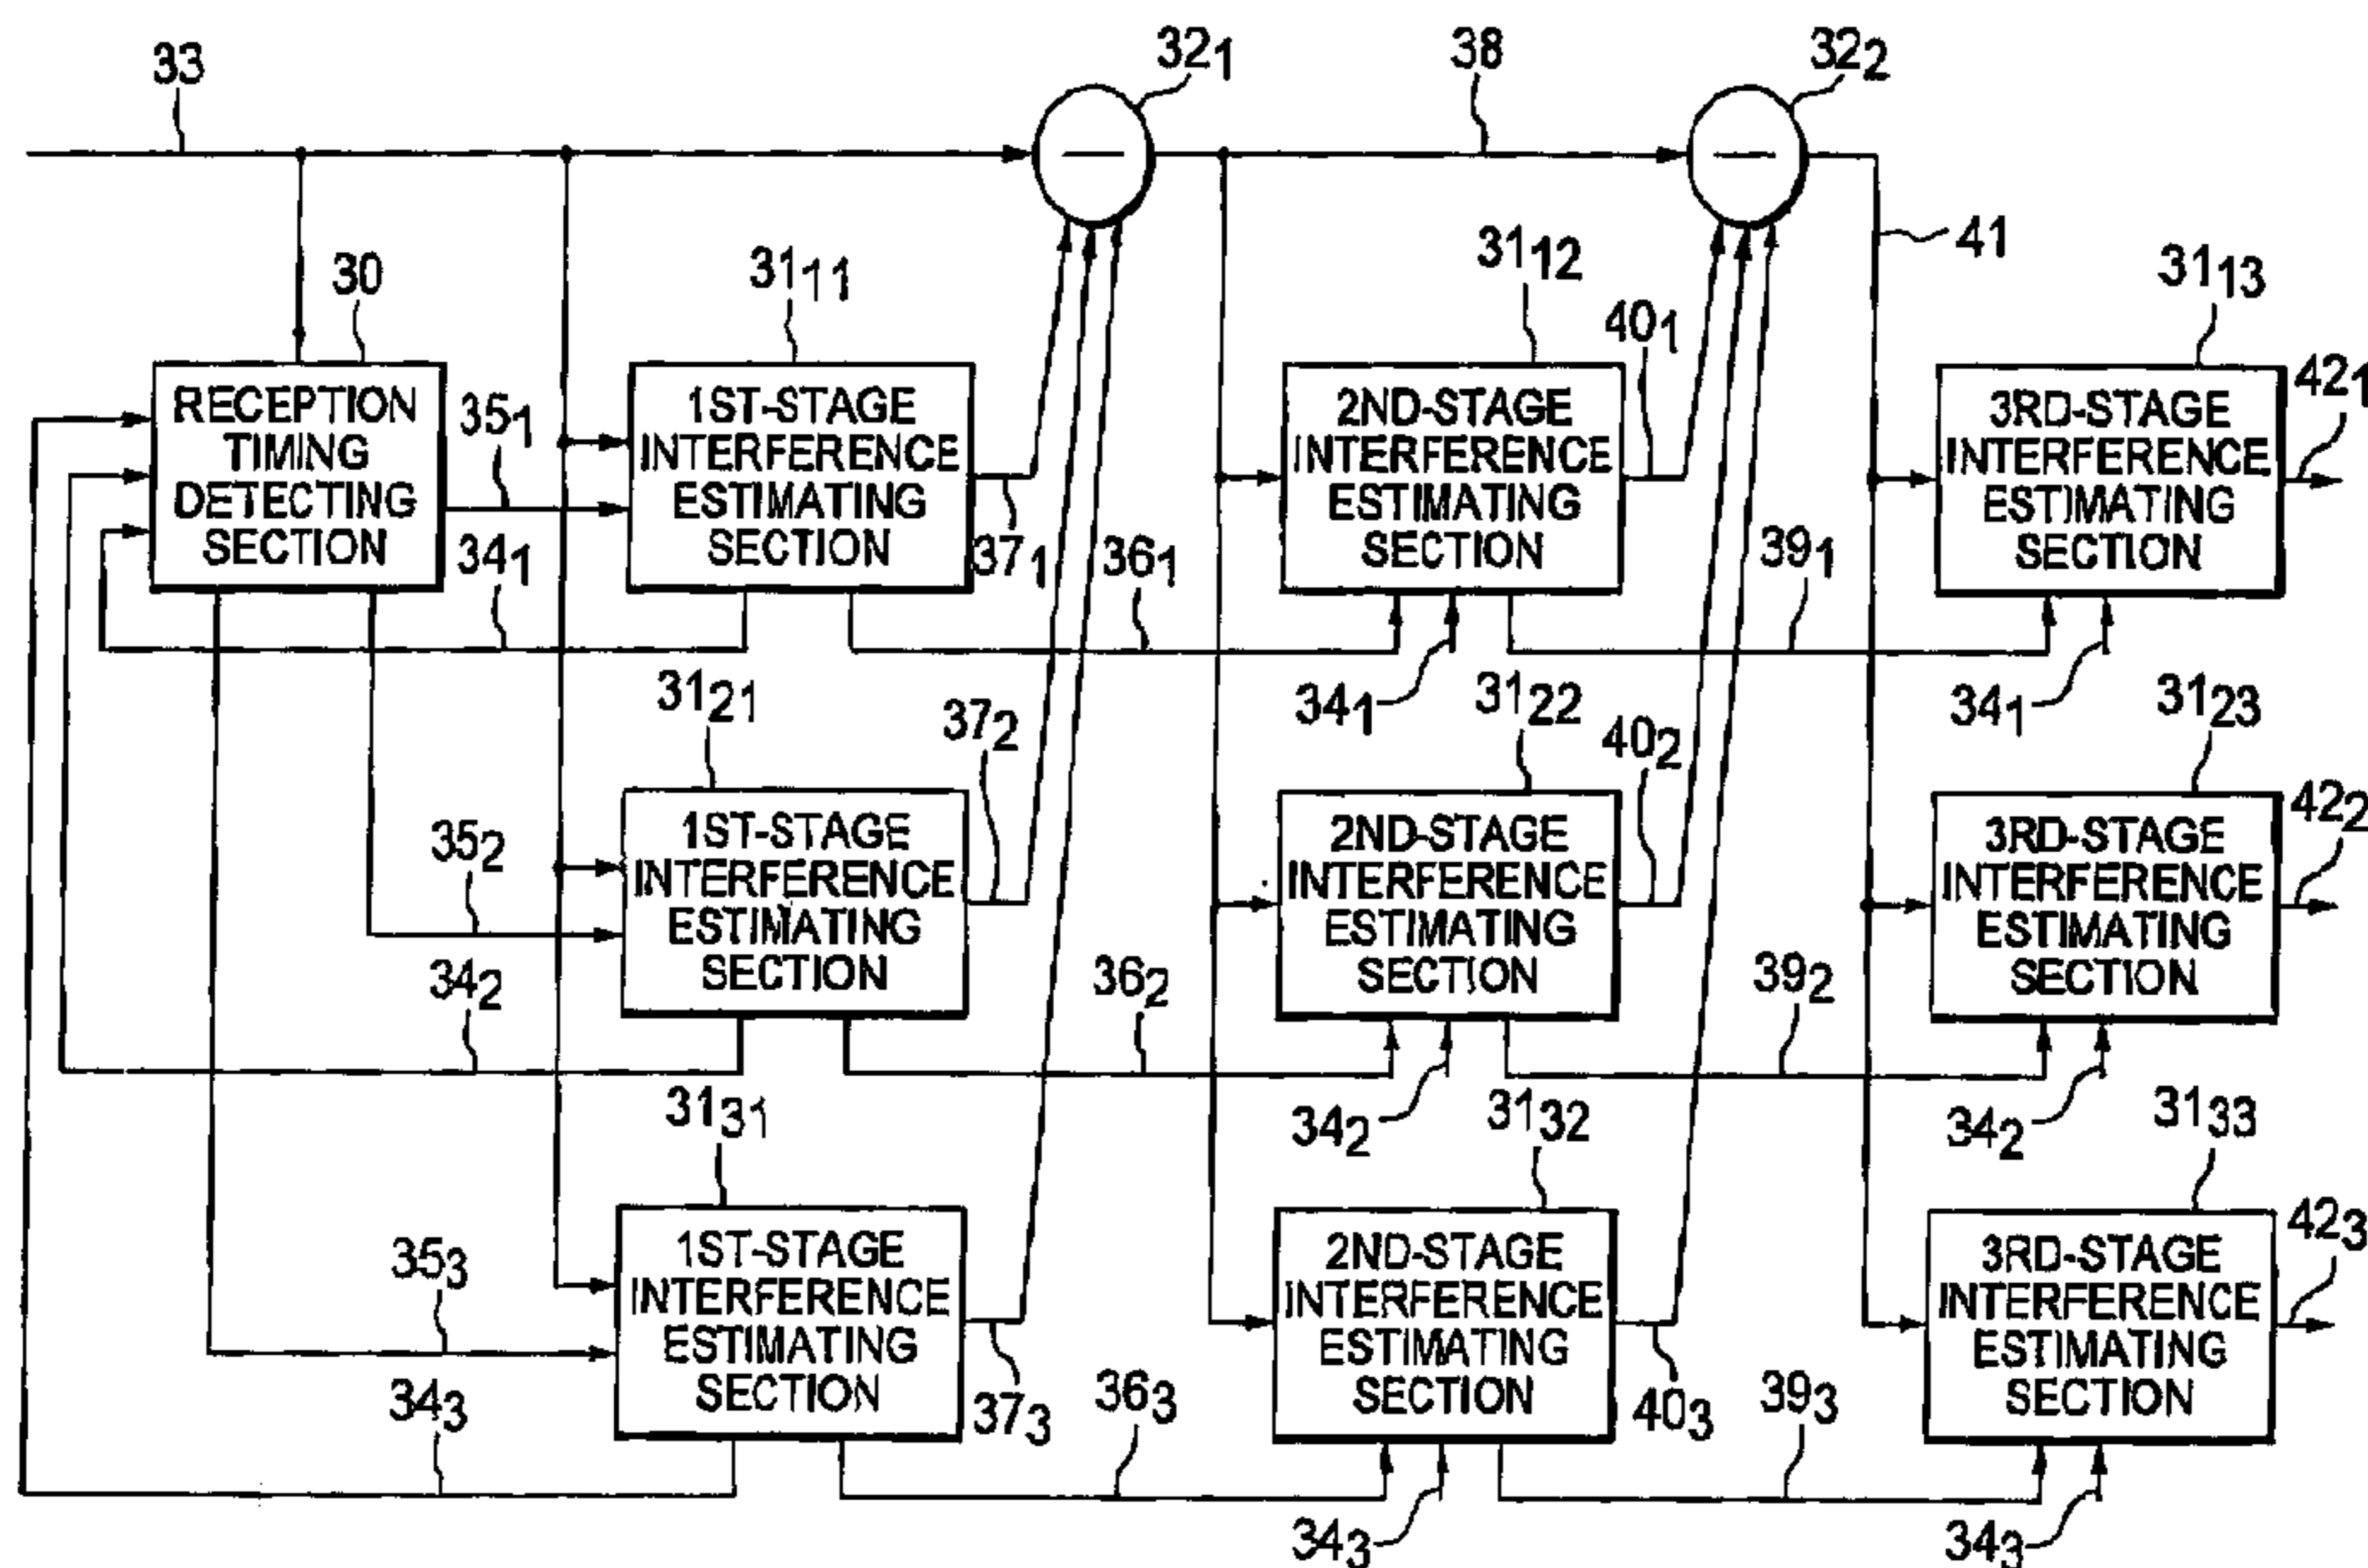 33
32₁
38
32₂
41
30
31₁₁
31₁₂
31₁₃
RECEPTION
TIMING
DETECTING
SECTION
35₁
34₁
1ST-STAGE
INTERFERENCE
ESTIMATING
SECTION
37₁
36₁
2ND-STAGE
INTERFERENCE
ESTIMATING
SECTION
40₁
39₁
34₁
3RD-STAGE
INTERFERENCE
ESTIMATING
SECTION
42₁
34₁
31₂₁
37₂
31₂₂
40₂
31₂₃
35₂
34₂
1ST-STAGE
INTERFERENCE
ESTIMATING
SECTION
36₂
2ND-STAGE
INTERFERENCE
ESTIMATING
SECTION
39₂
34₂
3RD-STAGE
INTERFERENCE
ESTIMATING
SECTION
42₂
34₂
31₃₁
31₃₂
31₃₃
35₃
34₃
1ST-STAGE
INTERFERENCE
ESTIMATING
SECTION
37₃
36₃
2ND-STAGE
INTERFERENCE
ESTIMATING
SECTION
40₃
39₃
34₃
3RD-STAGE
INTERFERENCE
ESTIMATING
SECTION
42₃
34₃